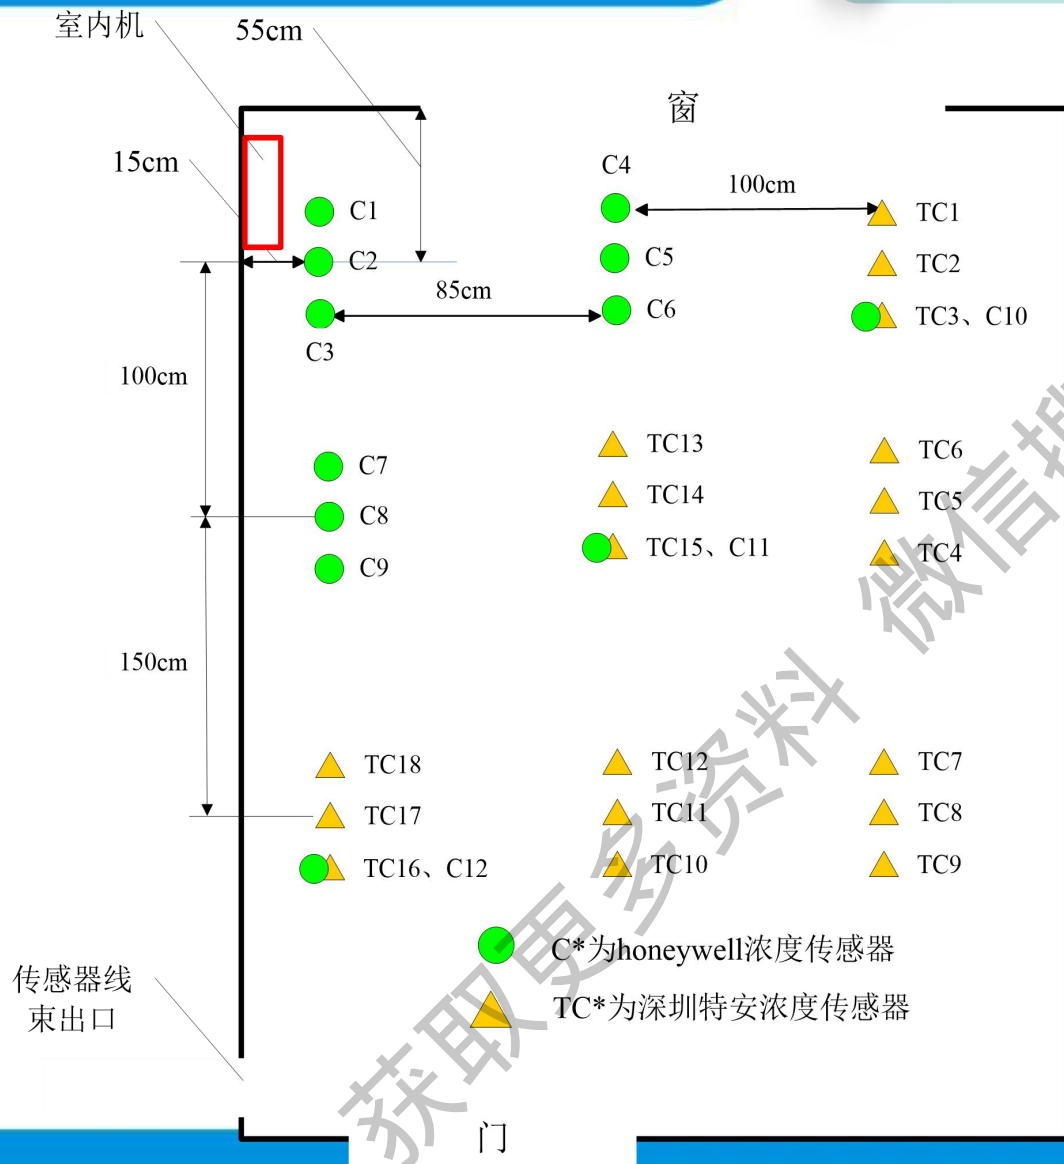 室内机
55cm
窗
15cm
C4
100cm
C1
TC1
C2
C5
TC2
85cm
C6
TC3、C10
C3
100cm
TC13
TC6
C7
TC14
TC5
C8
TC15、C11
TC4
C9
150cm
TC18
TC12
TC7
TC17
TC11
TC8
TC16、C12
TC10
TC9
C*为honeywell浓度传感器
传感器线
束出口
TC*为深圳特安浓度传感器
门
获取更多资料 微信搜